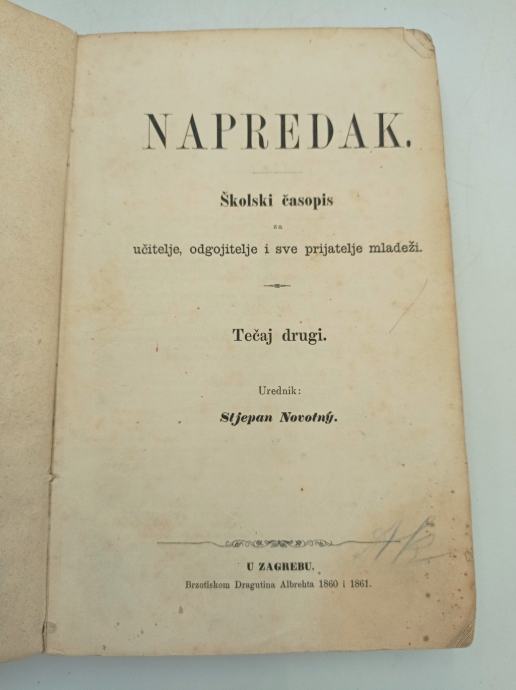 NAPREDAK.
Školski časopis
za
učitelje, odgojitelje i sve prijatelje mladeži.
Tečaj drugi.
Urednik:
Stjepan Novotný.
U ZAGREBU.
Brzotiskom Dragutina Albrehta 1860 i 1861.